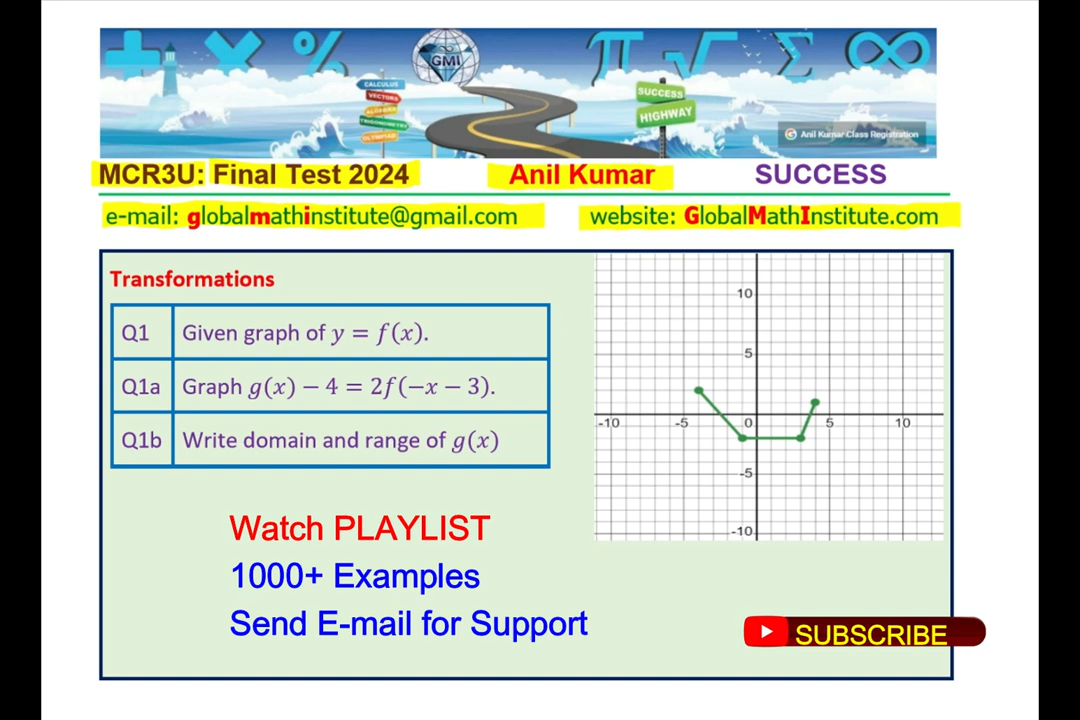 GMI
CALCULUS
VECTORS
ALGEBRA
TRIGONOMETRY
OLYMPIAD
SUCCESS
HIGHWAY
Anil Kumar Class Registration
MCR3U: Final Test 2024 Anil Kumar SUCCESS
e-mail: globalmathinstitute@gmail.com website: GlobalMathInstitute.com
Transformations
Q1 Given graph of y = f(x).
Q1a Graph g(x) − 4 = 2f(−x − 3).
Q1b Write domain and range of g(x)
10
5
-10 -5 0 5 10
-5
-10
Watch PLAYLIST
1000+ Examples
Send E-mail for Support
SUBSCRIBE